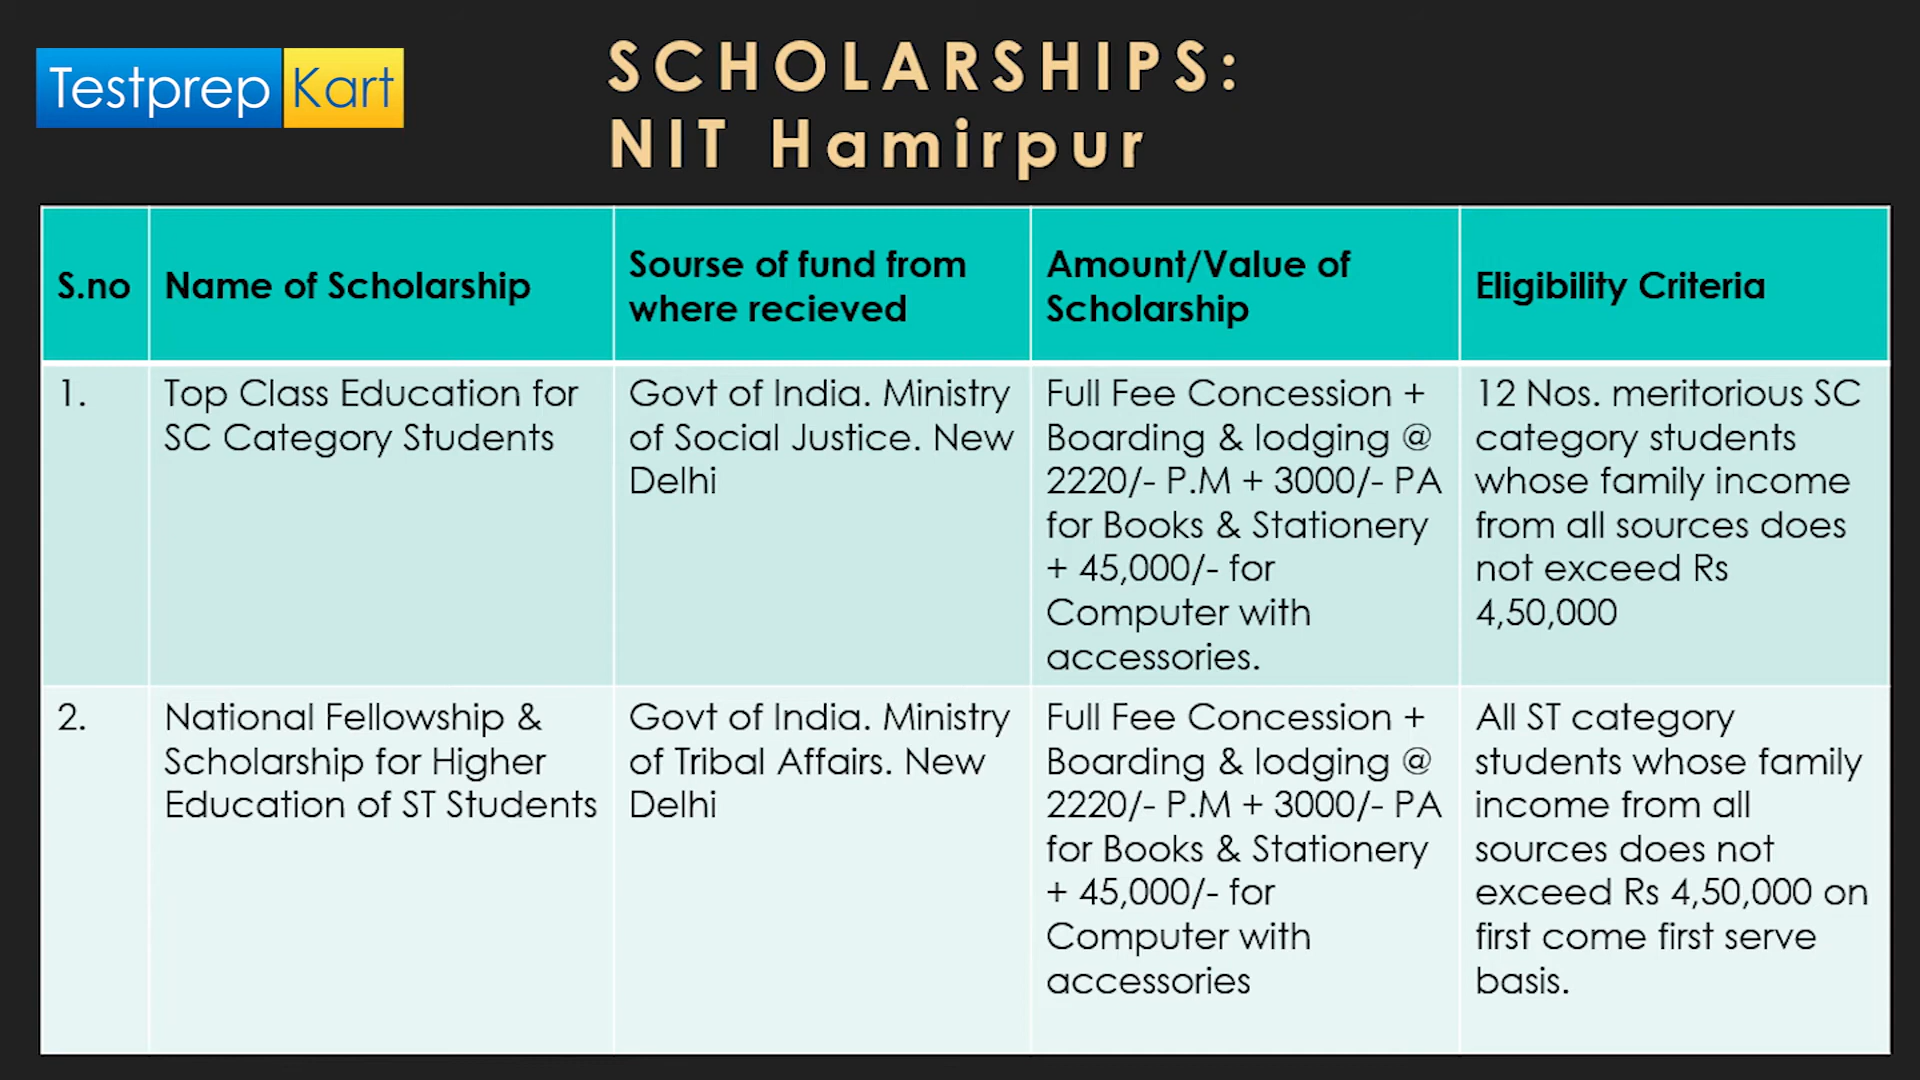 Testprep Kart
SCHOLARSHIPS:
NIT Hamirpur
S.no
Name of Scholarship
Sourse of fund from
where recieved
Amount/Value of
Scholarship
Eligibility Criteria
1.
Top Class Education for
SC Category Students
Govt of India. Ministry
of Social Justice. New
Delhi
Full Fee Concession +
Boarding & lodging @
2220/- P.M + 3000/- PA
for Books & Stationery
+ 45,000/- for
Computer with
accessories.
12 Nos. meritorious SC
category students
whose family income
from all sources does
not exceed Rs
4,50,000
2.
National Fellowship &
Scholarship for Higher
Education of ST Students
Govt of India. Ministry
of Tribal Affairs. New
Delhi
Full Fee Concession +
Boarding & lodging @
2220/- P.M + 3000/- PA
for Books & Stationery
+ 45,000/- for
Computer with
accessories
All ST category
students whose family
income from all
sources does not
exceed Rs 4,50,000 on
first come first serve
basis.